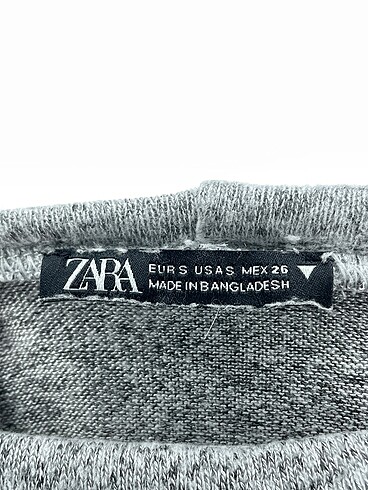 ZARA
EUR S USA S MEX 26
MADE IN BANGLADESH